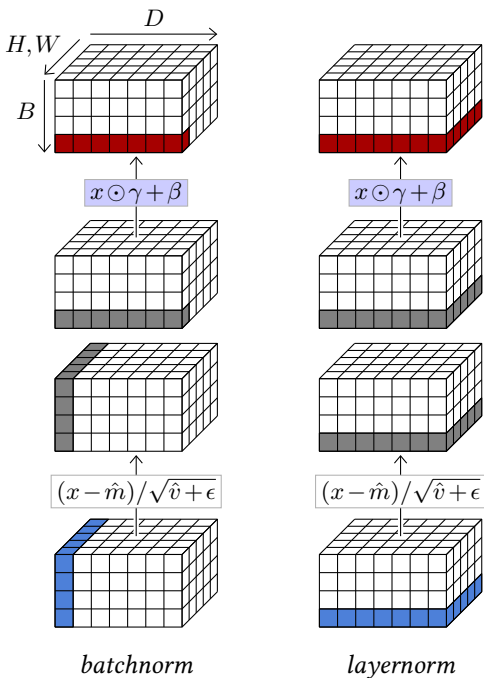 D
H, W
B
x ⊙ γ + β
x ⊙ γ + β
(x − m̂)/√v̂ + ϵ
(x − m̂)/√v̂ + ϵ
batchnorm
layernorm